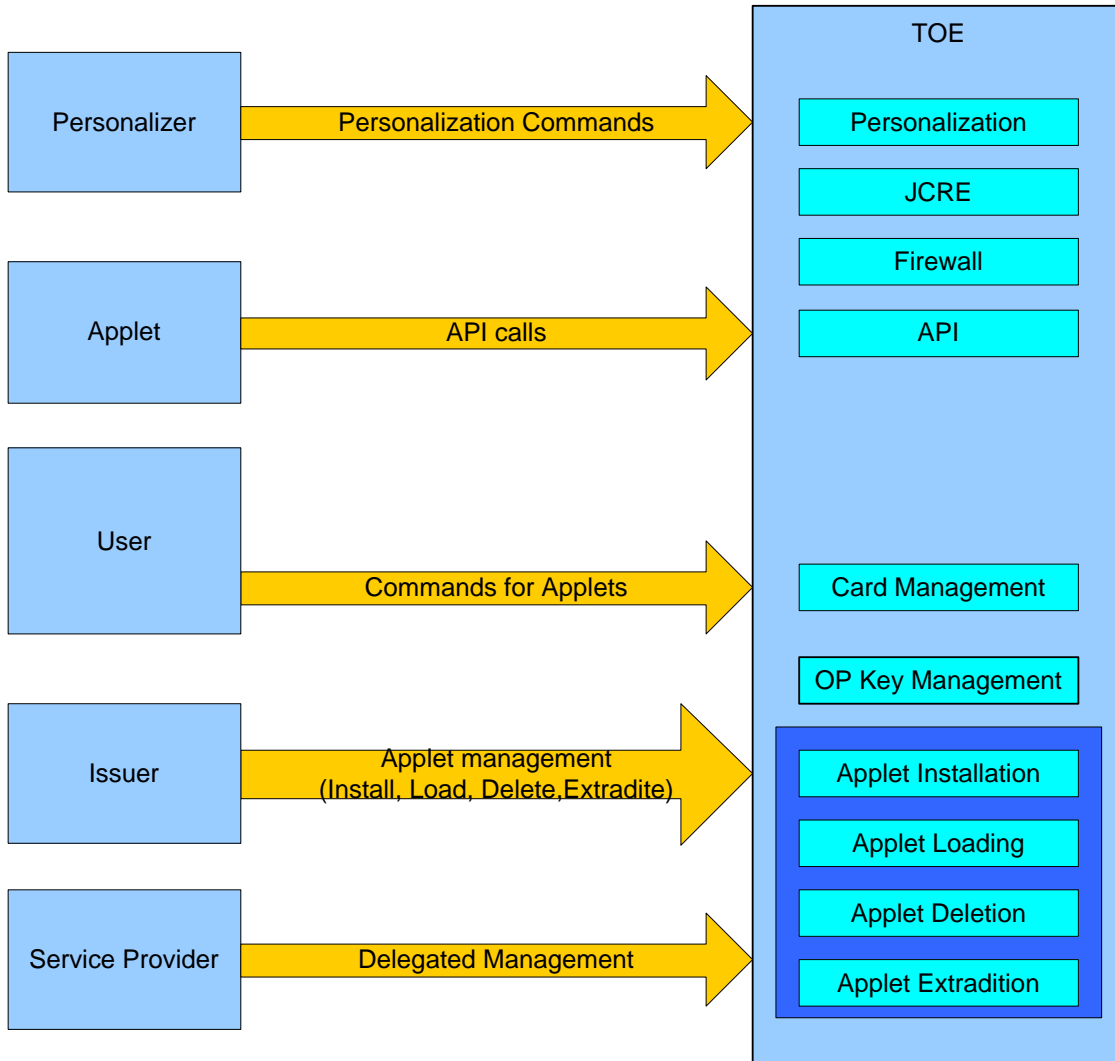 TOE
Personalizer
Personalization Commands
Personalization
JCRE
Firewall
Applet
API calls
API
User
Commands for Applets
Card Management
OP Key Management
Issuer
Applet management
(Install, Load, Delete,Extradite)
Applet Installation
Applet Loading
Applet Deletion
Service Provider
Delegated Management
Applet Extradition